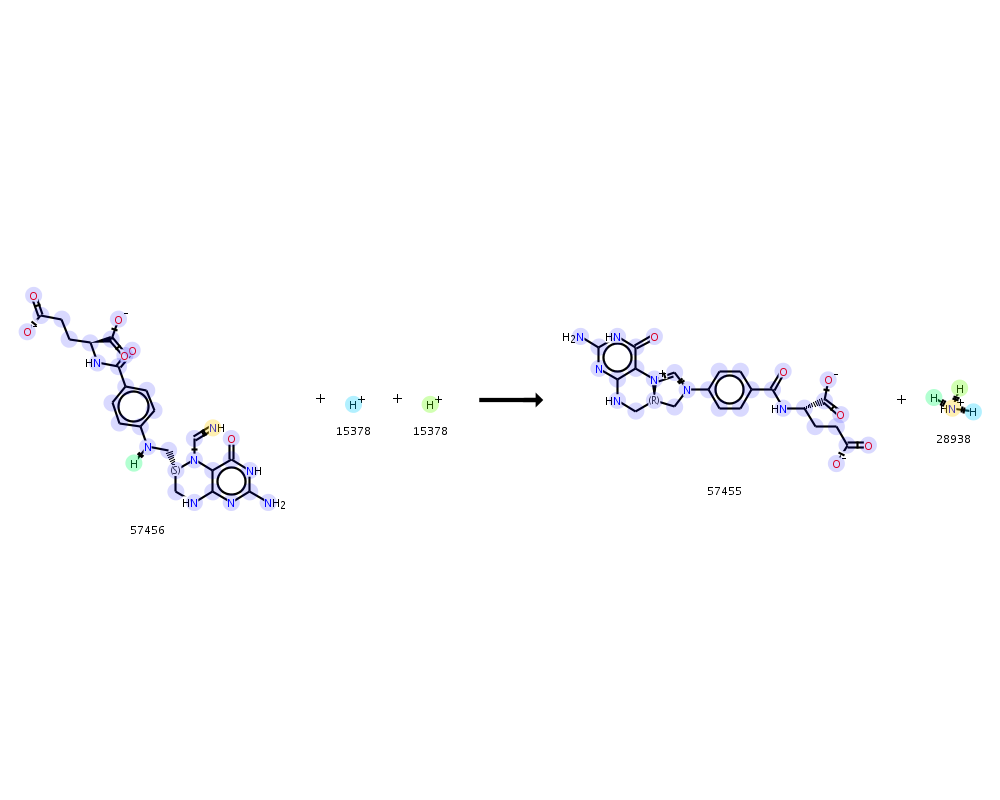 O
O-
O-
O
O
HN
N
H
NH
N
O
(S)
NH
HN
N
NH2
57456
+
H+
15378
+
H+
15378
H2N
HN
O
N
N+
N
HN
(R)
O
HN
O-
O
O
O-
57455
+
H
H
HN+
H
28938